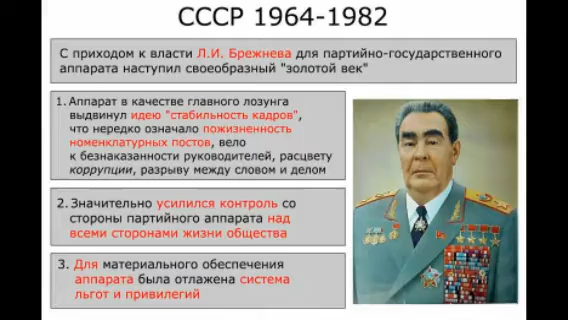 СССР 1964-1982
С приходом к власти Л.И. Брежнева для партийно-государственного
аппарата наступил своеобразный "золотой век"
1. Аппарат в качестве главного лозунга
выдвинул идею "стабильность кадров",
что нередко означало пожизненность
номенклатурных постов, вело
к безнаказанности руководителей, расцвету
коррупции, разрыву между словом и делом
2. Значительно усилился контроль со
стороны партийного аппарата над
всеми сторонами жизни общества
3. Для материального обеспечения
аппарата была отлажена система
льгот и привилегий